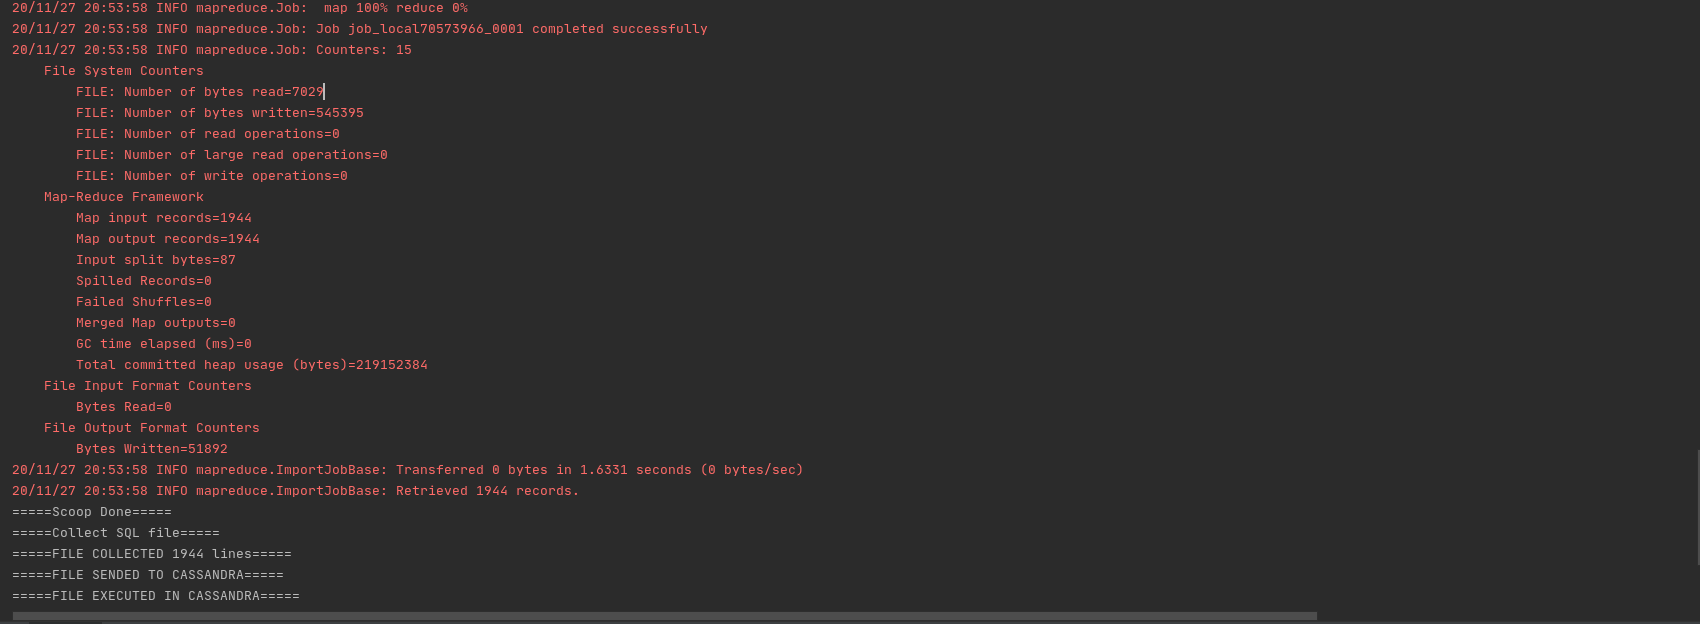 20/11/27 20:53:58 INFO mapreduce.Job:  map 100% reduce 0%
20/11/27 20:53:58 INFO mapreduce.Job: Job job_local70573966_0001 completed successfully
20/11/27 20:53:58 INFO mapreduce.Job: Counters: 15
    File System Counters
        FILE: Number of bytes read=7029
        FILE: Number of bytes written=545395
        FILE: Number of read operations=0
        FILE: Number of large read operations=0
        FILE: Number of write operations=0
    Map-Reduce Framework
        Map input records=1944
        Map output records=1944
        Input split bytes=87
        Spilled Records=0
        Failed Shuffles=0
        Merged Map outputs=0
        GC time elapsed (ms)=0
        Total committed heap usage (bytes)=219152384
    File Input Format Counters
        Bytes Read=0
    File Output Format Counters
        Bytes Written=51892
20/11/27 20:53:58 INFO mapreduce.ImportJobBase: Transferred 0 bytes in 1.6331 seconds (0 bytes/sec)
20/11/27 20:53:58 INFO mapreduce.ImportJobBase: Retrieved 1944 records.
=====Scoop Done=====
=====Collect SQL file=====
=====FILE COLLECTED 1944 lines=====
=====FILE SENDED TO CASSANDRA=====
=====FILE EXECUTED IN CASSANDRA=====